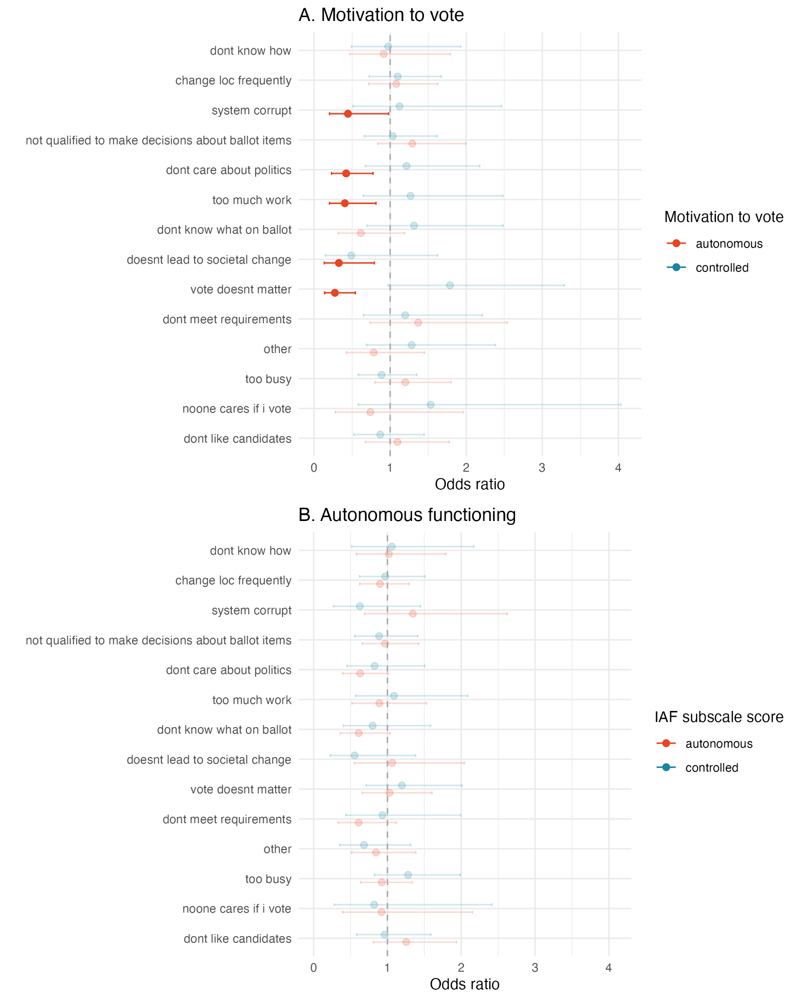 A. Motivation to vote
dont know how
change loc frequently
system corrupt
not qualified to make decisions about ballot items
dont care about politics
too much work
dont know what on ballot
doesnt lead to societal change
vote doesnt matter
dont meet requirements
other
too busy
noone cares if i vote
dont like candidates
0 1 2 3 4
Odds ratio
Motivation to vote
autonomous
controlled
B. Autonomous functioning
dont know how
change loc frequently
system corrupt
not qualified to make decisions about ballot items
dont care about politics
too much work
dont know what on ballot
doesnt lead to societal change
vote doesnt matter
dont meet requirements
other
too busy
noone cares if i vote
dont like candidates
0 1 2 3 4
Odds ratio
IAF subscale score
autonomous
controlled